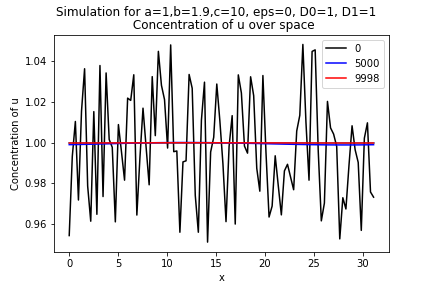 Simulation for a=1,b=1.9,c=10, eps=0, D0=1, D1=1
Concentration of u over space
Concentration of u
1.04
1.02
1.00
0.98
0.96
0
5000
9998
0 5 10 15 20 25 30
x